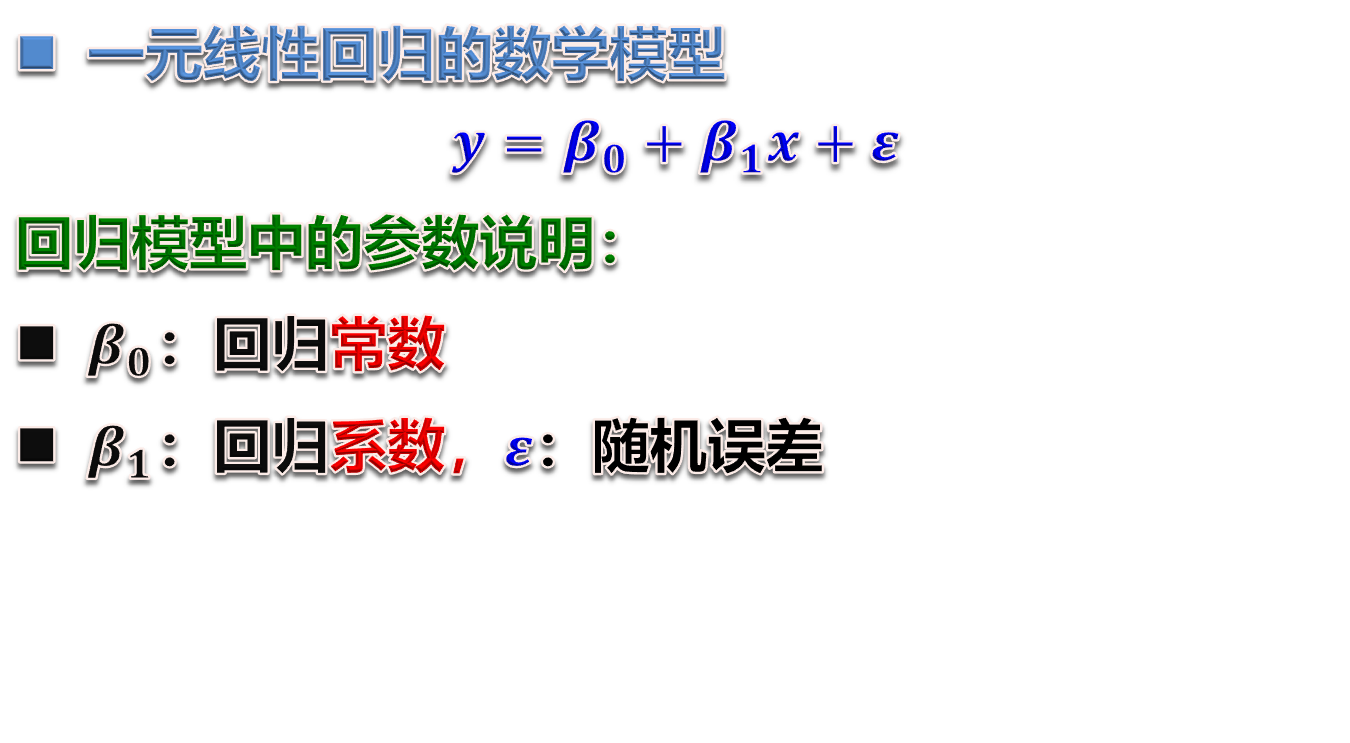 ■ 一元线性回归的数学模型
y = β₀ + β₁x + ε
回归模型中的参数说明：
■ β₀：回归常数
■ β₁：回归系数，ε：随机误差